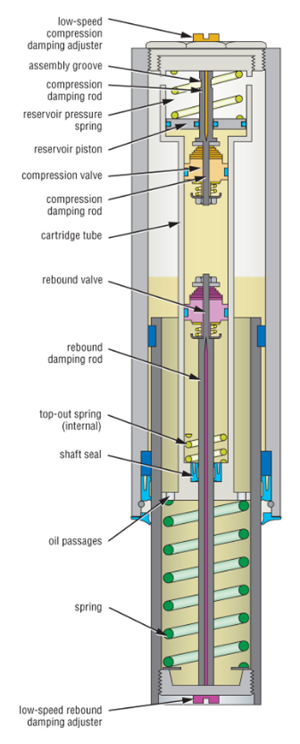 low-speed
compression
damping adjuster
assembly groove
compression
damping rod
reservoir pressure
spring
reservoir piston
compression valve
compression
damping rod
cartridge tube
rebound valve
rebound
damping rod
top-out spring
(internal)
shaft seal
oil passages
spring
low-speed rebound
damping adjuster